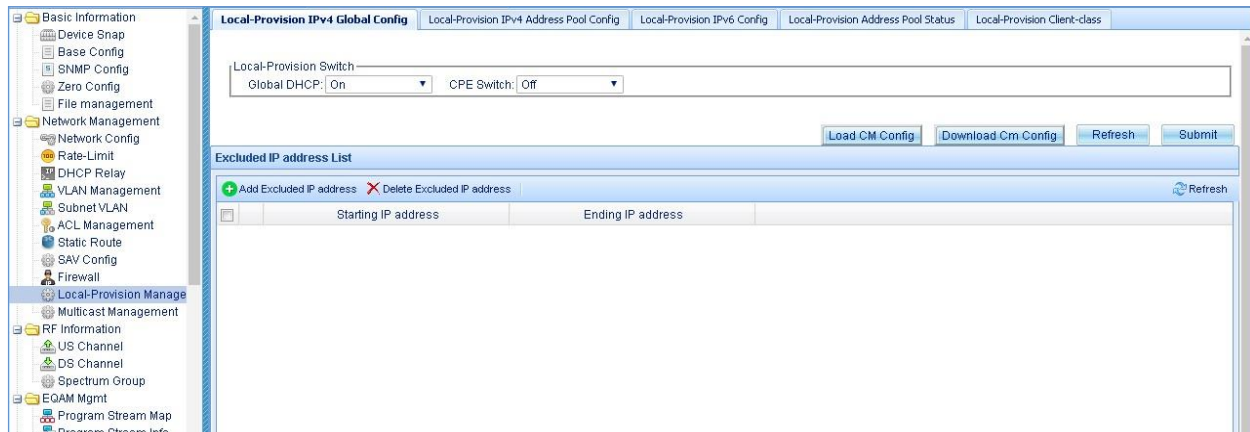 Basic Information
Device Snap
Base Config
SNMP Config
Zero Config
File management
Network Management
Network Config
Rate-Limit
DHCP Relay
VLAN Management
Subnet VLAN
ACL Management
Static Route
SAV Config
Firewall
Local-Provision Manage
Multicast Management
RF Information
US Channel
DS Channel
Spectrum Group
EQAM Mgmt
Program Stream Map
Program Stream Info
Local-Provision IPv4 Global Config
Local-Provision IPv4 Address Pool Config
Local-Provision IPv6 Config
Local-Provision Address Pool Status
Local-Provision Client-class
Local-Provision Switch
Global DHCP: On CPE Switch: Off
Load CM Config Download Cm Config Refresh Submit
Excluded IP address List
Add Excluded IP address Delete Excluded IP address Refresh
Starting IP address Ending IP address